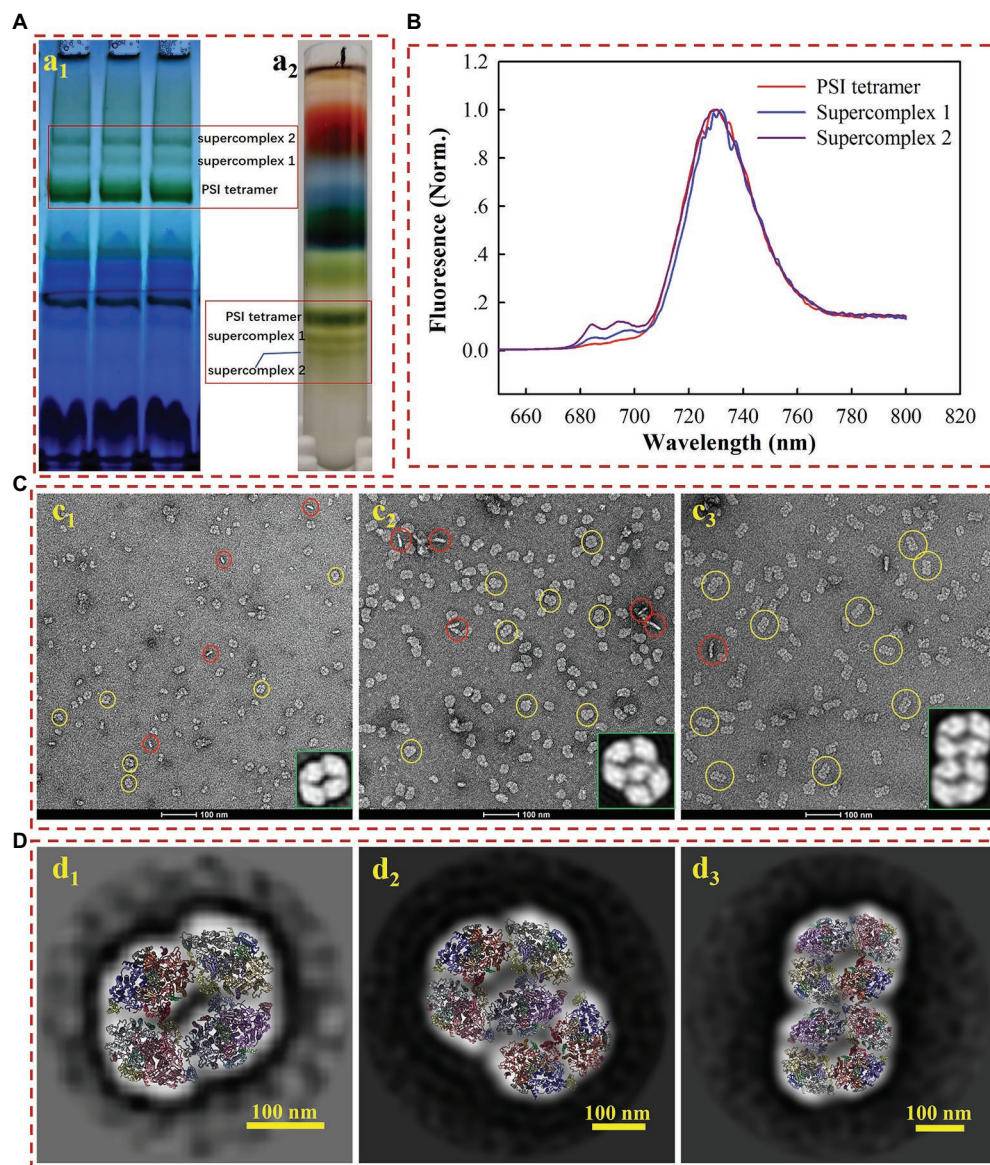 A
a1
a2
supercomplex 2
supercomplex 1
PSI tetramer
PSI tetramer
supercomplex 1
supercomplex 2
B
1.2
1.0
.8
.6
.4
.2
0.0
Fluoresence (Norm.)
PSI tetramer
Supercomplex 1
Supercomplex 2
660 680 700 720 740 760 780 800 820
Wavelength (nm)
C
c1
c2
c3
100 nm
100 nm
100 nm
D
d1
d2
d3
100 nm
100 nm
100 nm